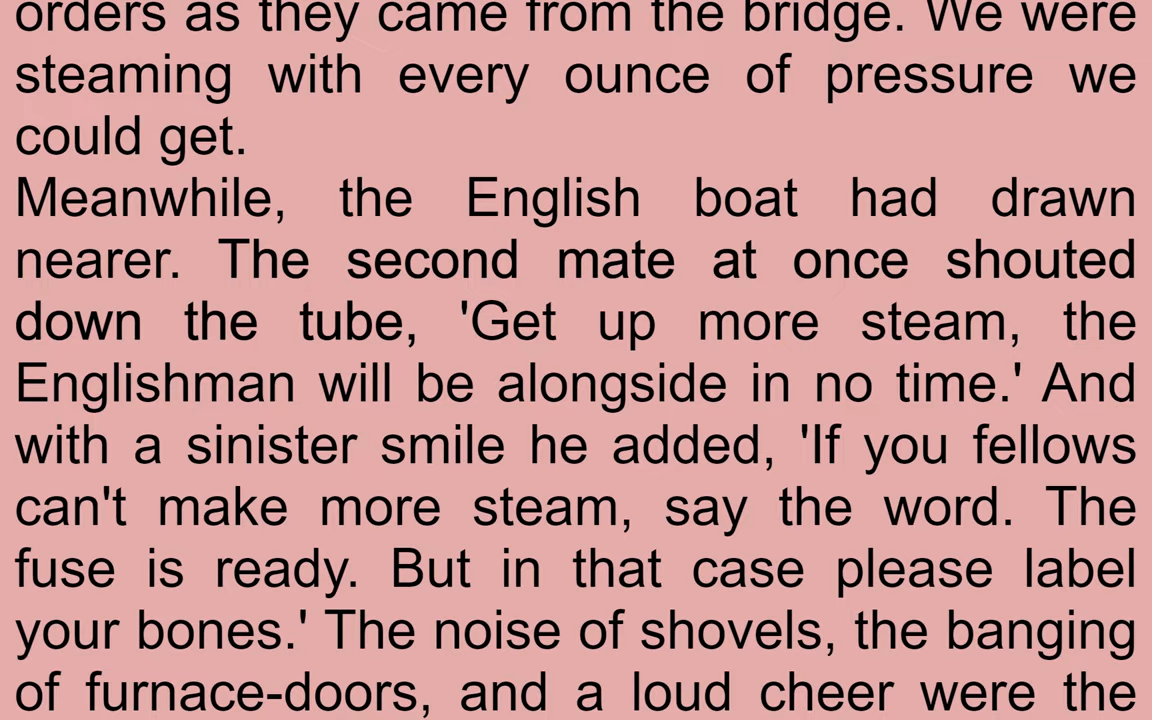 orders as they came from the bridge. We were
steaming with every ounce of pressure we
could get.
Meanwhile, the English boat had drawn
nearer. The second mate at once shouted
down the tube, 'Get up more steam, the
Englishman will be alongside in no time.' And
with a sinister smile he added, 'If you fellows
can't make more steam, say the word. The
fuse is ready. But in that case please label
your bones.' The noise of shovels, the banging
of furnace-doors, and a loud cheer were the